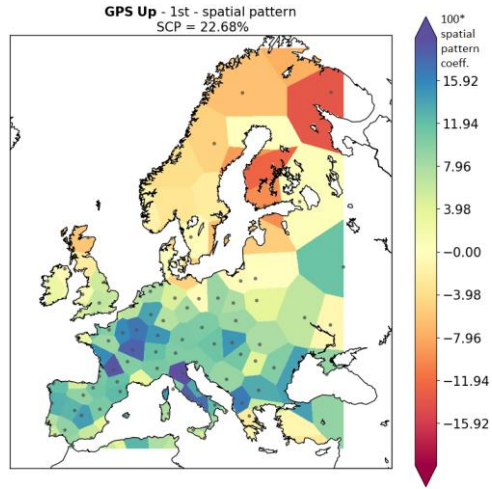 GPS Up - 1st - spatial pattern
SCP = 22.68%
100*
spatial
pattern
coeff.
15.92
11.94
7.96
3.98
−0.00
−3.98
−7.96
−11.94
−15.92